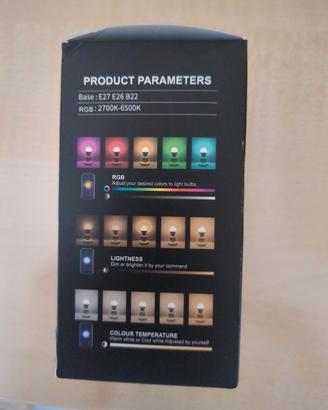 PRODUCT PARAMETERS
Base : E27 E26 B22
RGB : 2700K-6500K
RGB
Adjust your desired colors to light bulbs
LIGHTNESS
Dim or brighten it by your command
COLOUR TEMPERATURE
Warm white or Cool white Adjusted by yourself